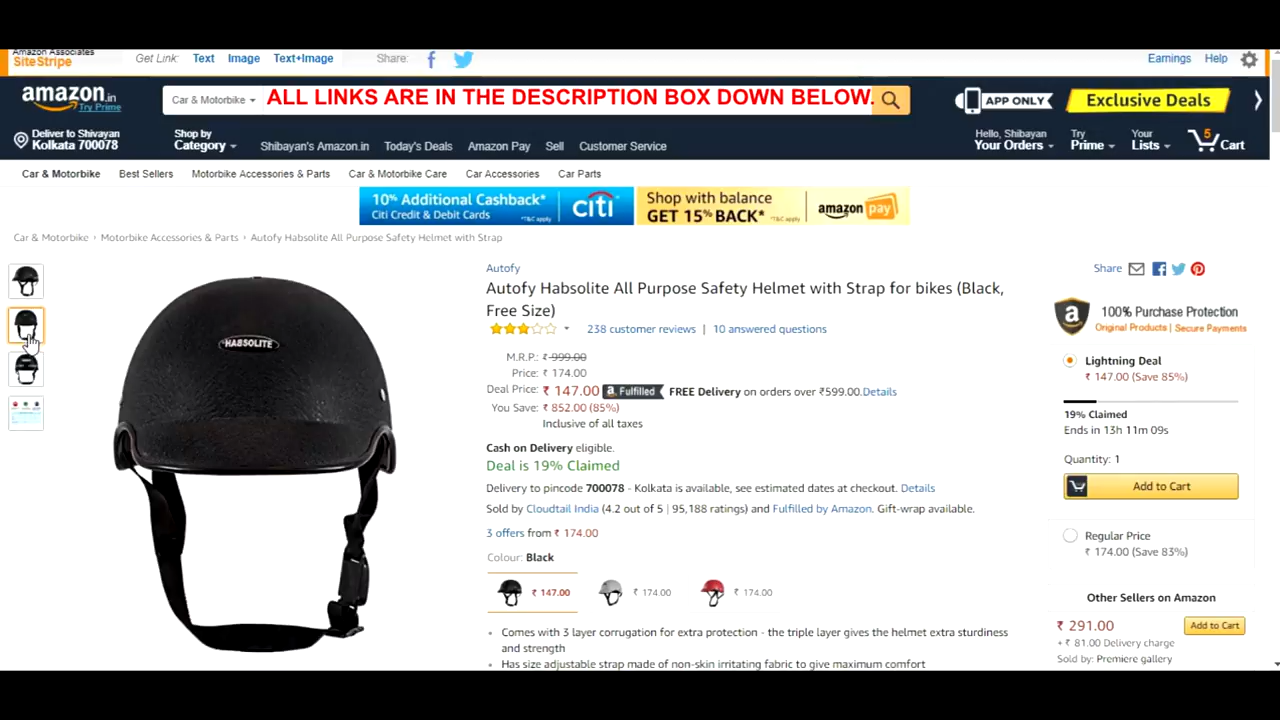 Amazon Associates
SiteStripe
Get Link: Text Image Text+Image Share:
Earnings Help
amazon.in
Try Prime
Car & Motorbike
ALL LINKS ARE IN THE DESCRIPTION BOX DOWN BELOW.
APP ONLY
Exclusive Deals
Deliver to Shivayan
Kolkata 700078
Shop by
Category
Shibayan's Amazon.in Today's Deals Amazon Pay Sell Customer Service
Hello, Shibayan
Your Orders
Try
Prime
Your
Lists
5
Cart
Car & Motorbike Best Sellers Motorbike Accessories & Parts Car & Motorbike Care Car Accessories Car Parts
10% Additional Cashback*
Citi Credit & Debit Cards *T&C apply
citi
Shop with balance
GET 15% BACK* *T&C apply
amazon pay
Car & Motorbike › Motorbike Accessories & Parts › Autofy Habsolite All Purpose Safety Helmet with Strap
HABSOLITE
Autofy
Autofy Habsolite All Purpose Safety Helmet with Strap for bikes (Black,
Free Size)
238 customer reviews | 10 answered questions
M.R.P.: ₹ 999.00
Price: ₹ 174.00
Deal Price: ₹ 147.00 a Fulfilled FREE Delivery on orders over ₹599.00.Details
You Save: ₹ 852.00 (85%)
Inclusive of all taxes
Cash on Delivery eligible.
Deal is 19% Claimed
Delivery to pincode 700078 - Kolkata is available, see estimated dates at checkout. Details
Sold by Cloudtail India (4.2 out of 5 | 95,188 ratings) and Fulfilled by Amazon. Gift-wrap available.
3 offers from ₹ 174.00
Colour: Black
₹ 147.00 ₹ 174.00 ₹ 174.00
Comes with 3 layer corrugation for extra protection - the triple layer gives the helmet extra sturdiness
and strength
Has size adjustable strap made of non-skin irritating fabric to give maximum comfort
Share
100% Purchase Protection
Original Products | Secure Payments
Lightning Deal
₹ 147.00 (Save 85%)
19% Claimed
Ends in 13h 11m 09s
Quantity: 1
Add to Cart
Regular Price
₹ 174.00 (Save 83%)
Other Sellers on Amazon
₹ 291.00 Add to Cart
+ ₹ 81.00 Delivery charge
Sold by: Premiere gallery